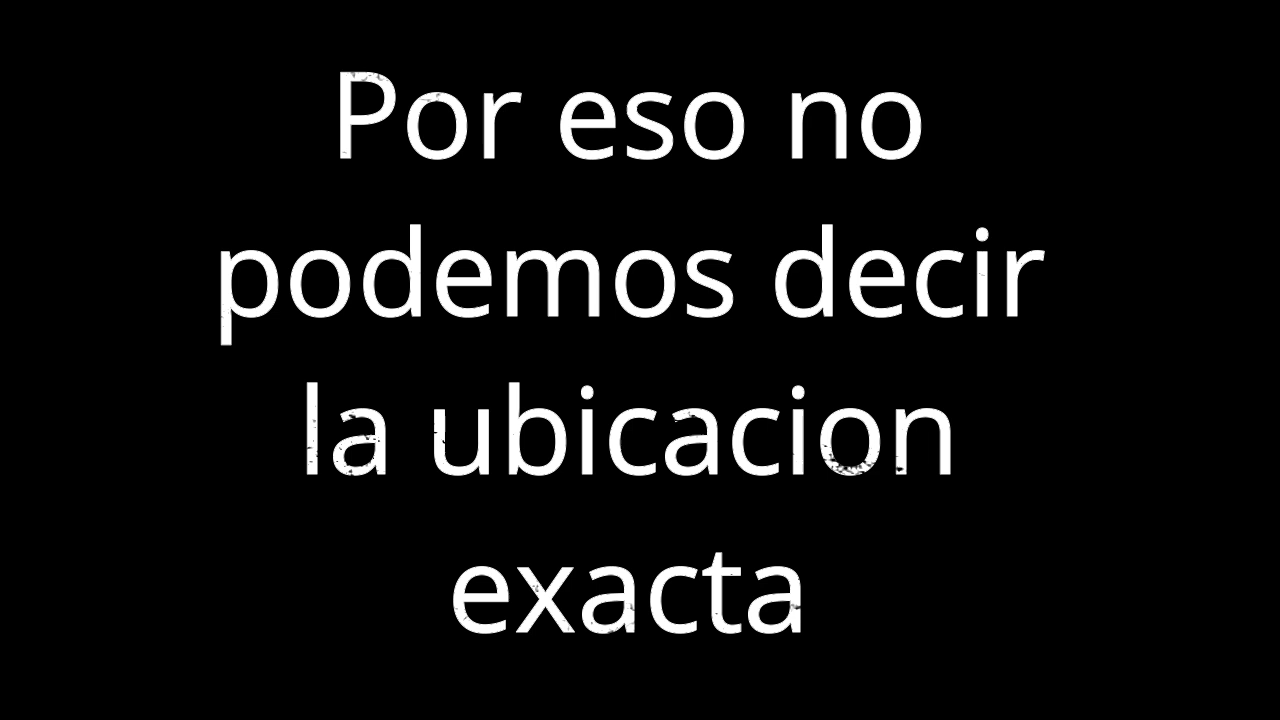 Por eso no
podemos decir
la ubicacion
exacta